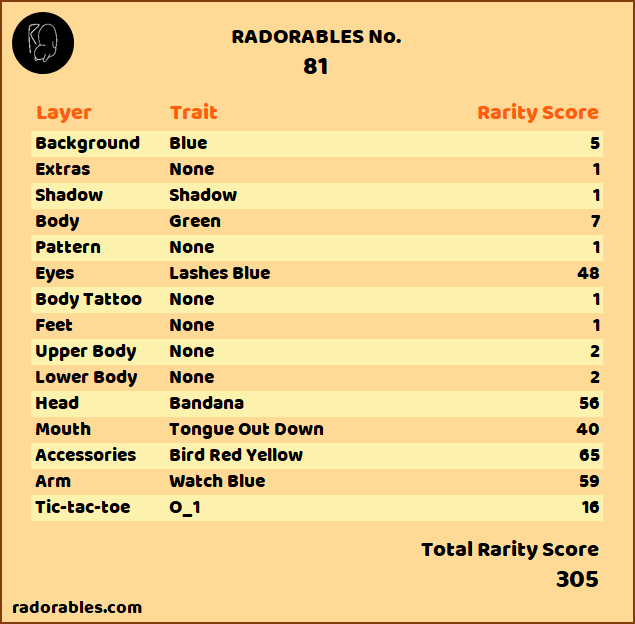 RADORABLES No.
81
Layer Trait Rarity Score
Background Blue 5
Extras None 1
Shadow Shadow 1
Body Green 7
Pattern None 1
Eyes Lashes Blue 48
Body Tattoo None 1
Feet None 1
Upper Body None 2
Lower Body None 2
Head Bandana 56
Mouth Tongue Out Down 40
Accessories Bird Red Yellow 65
Arm Watch Blue 59
Tic-tac-toe O_1 16
Total Rarity Score
305
radorables.com